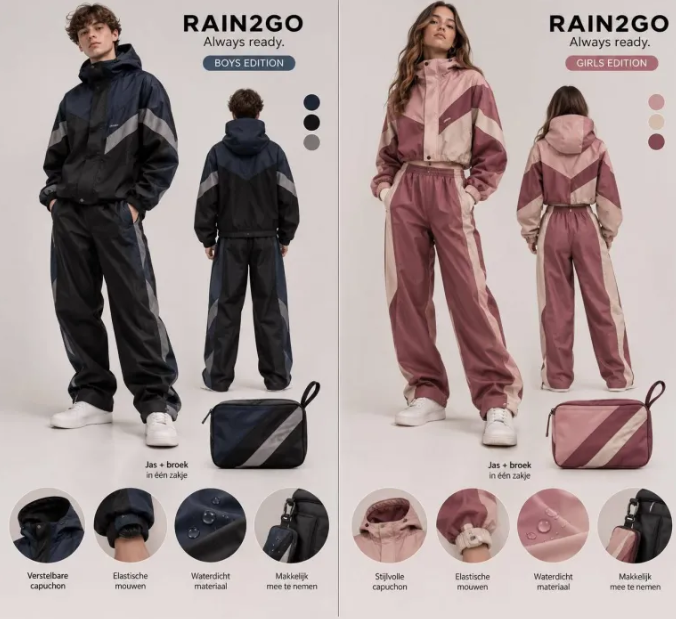 RAIN2GO
Always ready.
BOYS EDITION
Jas + broek
in één zakje
Verstelbare
capuchon
Elastische
mouwen
Waterdicht
materiaal
Makkelijk
mee te nemen
RAIN2GO
Always ready.
GIRLS EDITION
Jas + broek
in één zakje
Stijlvolle
capuchon
Elastische
mouwen
Waterdicht
materiaal
Makkelijk
mee te nemen